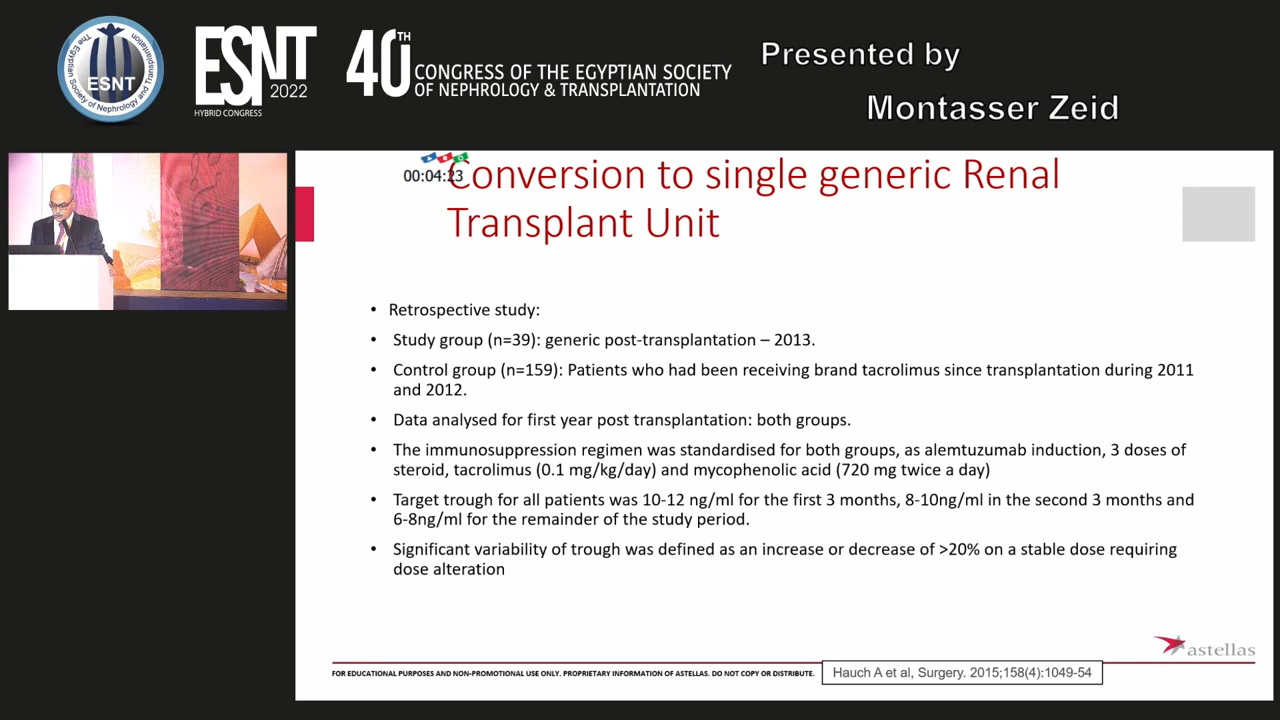 The Egyptian Society of Nephrology and Transplantation
ESNT
ESNT
2022
HYBRID CONGRESS
40TH
CONGRESS OF THE EGYPTIAN SOCIETY
OF NEPHROLOGY & TRANSPLANTATION
Presented by
Montasser Zeid
00:04:23
Conversion to single generic Renal
Transplant Unit
• Retrospective study:
• Study group (n=39): generic post-transplantation – 2013.
• Control group (n=159): Patients who had been receiving brand tacrolimus since transplantation during 2011
and 2012.
• Data analysed for first year post transplantation: both groups.
• The immunosuppression regimen was standardised for both groups, as alemtuzumab induction, 3 doses of
steroid, tacrolimus (0.1 mg/kg/day) and mycophenolic acid (720 mg twice a day)
• Target trough for all patients was 10-12 ng/ml for the first 3 months, 8-10ng/ml in the second 3 months and
6-8ng/ml for the remainder of the study period.
• Significant variability of trough was defined as an increase or decrease of >20% on a stable dose requiring
dose alteration
astellas
FOR EDUCATIONAL PURPOSES AND NON-PROMOTIONAL USE ONLY. PROPRIETARY INFORMATION OF ASTELLAS. DO NOT COPY OR DISTRIBUTE.
Hauch A et al, Surgery. 2015;158(4):1049-54